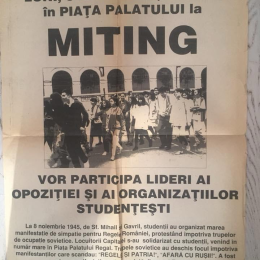 în PIAȚA PALATULUI la
MITING
VOR PARTICIPA LIDERI AI
OPOZIȚIEI ȘI AI ORGANIZAȚIILOR
STUDENȚEȘTI
La 8 noiembrie 1945, de Sf. Mihail și Gavril, studenții au organizat
manifestație de simpatie pentru Regele României, protestând împotriva trupelor
de ocupație sovietice. Locuitorii Capitalei s-au solidarizat cu studenții, venind în
număr mare în Piața Palatului Regal. sovietice au deschis focul împotriva
manifestanților care scandau: "REGELE ȘI PATRIA!", "AFARĂ CU RUȘII!". A fost